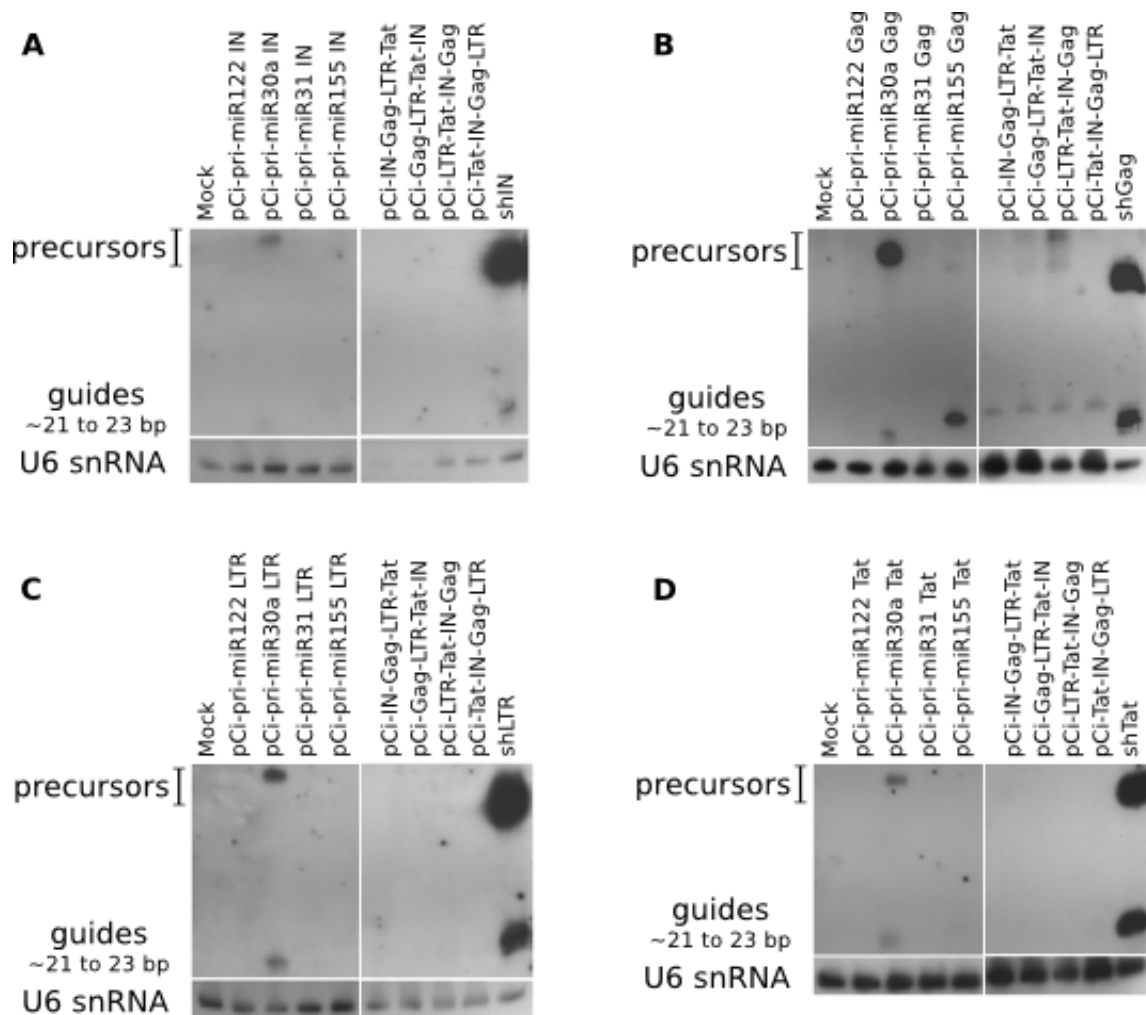 A
Mock
pCi-pri-miR122 IN
pCi-pri-miR30a IN
pCi-pri-miR31 IN
pCi-pri-miR155 IN
pCi-IN-Gag-LTR-Tat
pCi-Gag-LTR-Tat-IN
pCi-LTR-Tat-IN-Gag
pCi-Tat-IN-Gag-LTR
shIN
precursors
guides
~21 to 23 bp
U6 snRNA
B
Mock
pCi-pri-miR122 Gag
pCi-pri-miR30a Gag
pCi-pri-miR31 Gag
pCi-pri-miR155 Gag
pCi-IN-Gag-LTR-Tat
pCi-Gag-LTR-Tat-IN
pCi-LTR-Tat-IN-Gag
pCi-Tat-IN-Gag-LTR
shGag
precursors
guides
~21 to 23 bp
U6 snRNA
C
Mock
pCi-pri-miR122 LTR
pCi-pri-miR30a LTR
pCi-pri-miR31 LTR
pCi-pri-miR155 LTR
pCi-IN-Gag-LTR-Tat
pCi-Gag-LTR-Tat-IN
pCi-LTR-Tat-IN-Gag
pCi-Tat-IN-Gag-LTR
shLTR
precursors
guides
~21 to 23 bp
U6 snRNA
D
Mock
pCi-pri-miR122 Tat
pCi-pri-miR30a Tat
pCi-pri-miR31 Tat
pCi-pri-miR155 Tat
pCi-IN-Gag-LTR-Tat
pCi-Gag-LTR-Tat-IN
pCi-LTR-Tat-IN-Gag
pCi-Tat-IN-Gag-LTR
shTat
precursors
guides
~21 to 23 bp
U6 snRNA